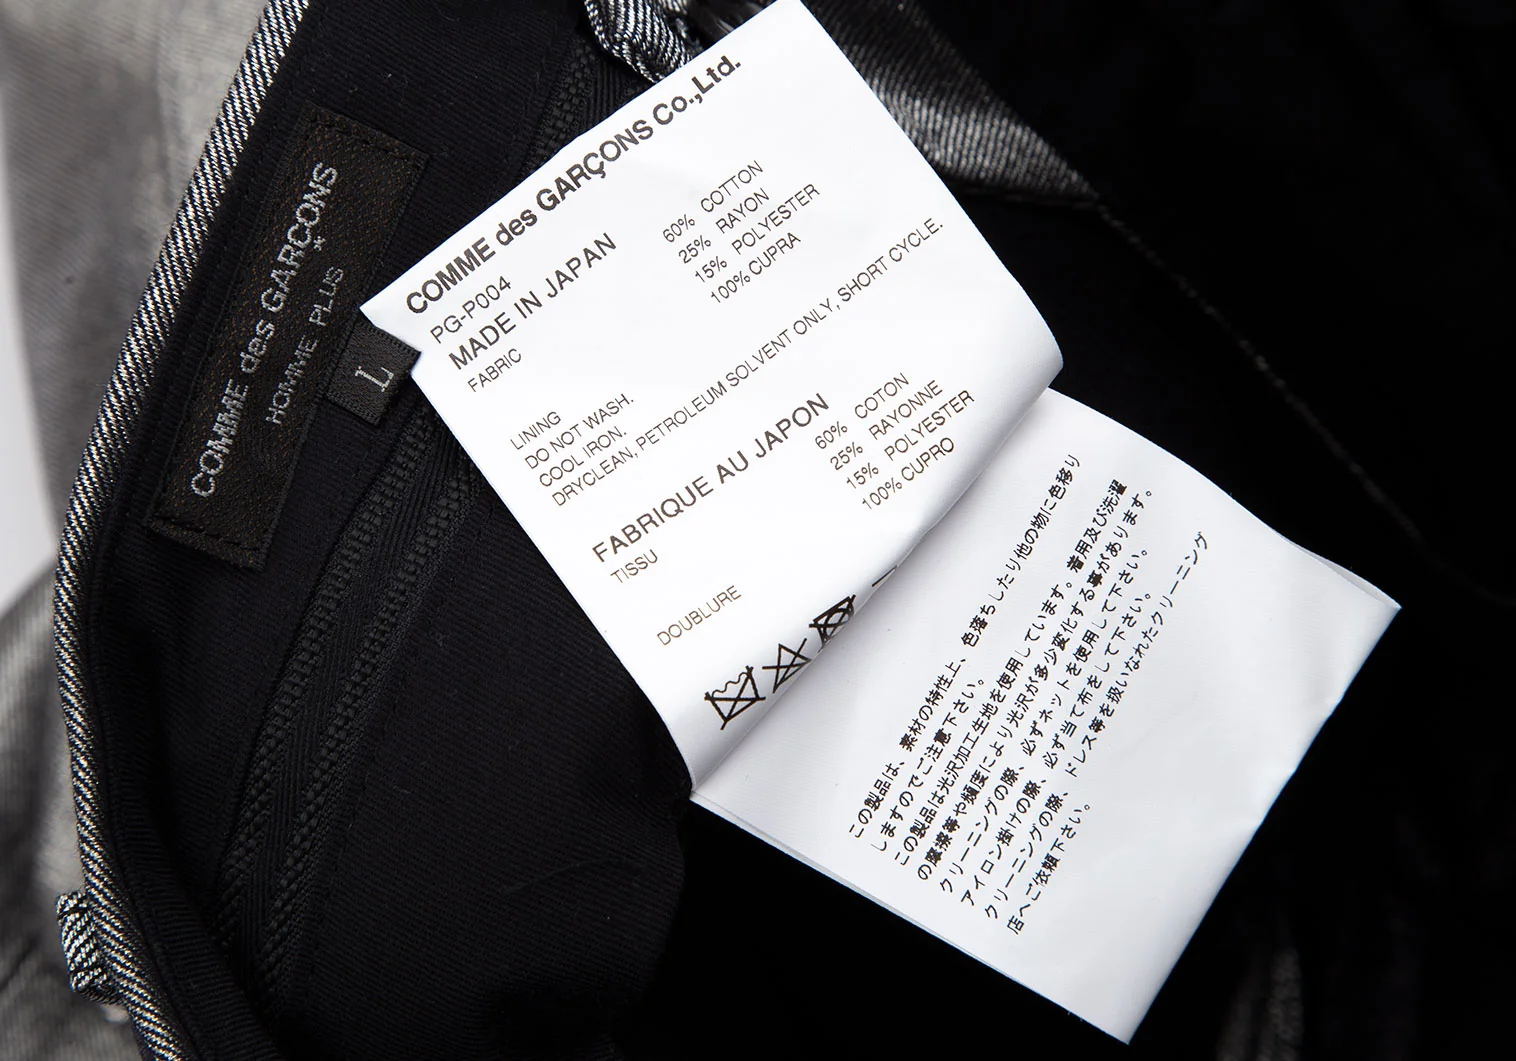 COMME des GARÇONS
HOMME PLUS
L
COMME des GARÇONS Co.,Ltd.
PG-P004
MADE IN JAPAN
FABRIC 60% COTTON
25% RAYON
15% POLYESTER
LINING 100% CUPRA
DO NOT WASH.
COOL IRON.
DRYCLEAN, PETROLEUM SOLVENT ONLY, SHORT CYCLE.
FABRIQUE AU JAPON
TISSU 60% COTON
25% RAYONNE
15% POLYESTER
DOUBLURE 100% CUPRO
この製品は、素材の特性上、色落ちしたり他の物に色移り
しますのでご注意下さい。
この製品は光沢加工生地を使用しています。着用及び洗濯
の摩擦等や頻度により光沢が多少変化する事があります。
クリーニングの際、必ずネットを使用して下さい。
アイロン掛けの際、必ず当て布をして下さい。
クリーニングの際、ドレス等を扱いなれたクリーニング
店へご依頼下さい。